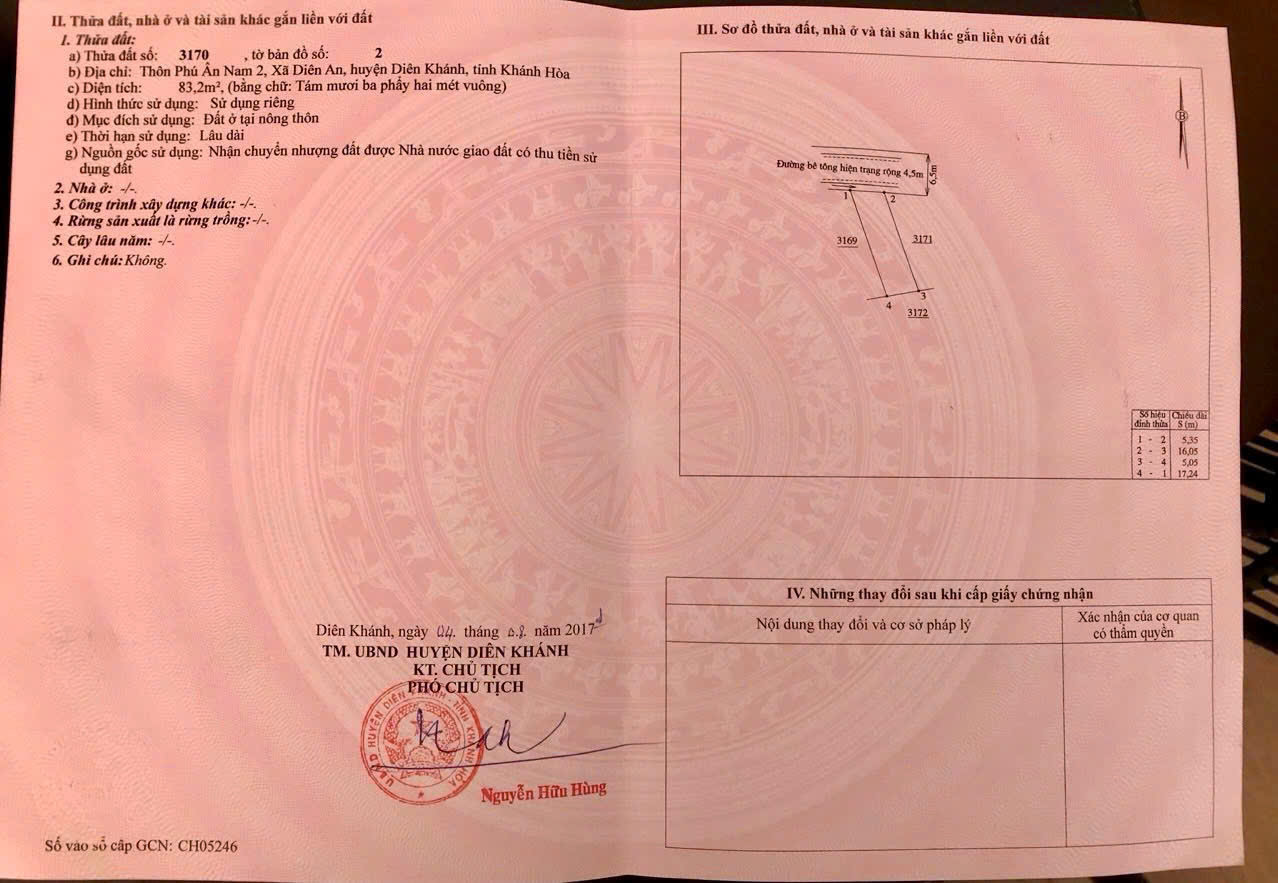 II. Thửa đất, nhà ở và tài sản khác gắn liền với đất
1. Thửa đất:
a) Thửa đất số: 3170 , tờ bản đồ số: 2
b) Địa chỉ: Thôn Phú Ân Nam 2, Xã Diên An, huyện Diên Khánh, tỉnh Khánh Hòa
c) Diện tích: 83,2m², (bằng chữ: Tám mươi ba phẩy hai mét vuông)
d) Hình thức sử dụng: Sử dụng riêng
đ) Mục đích sử dụng: Đất ở tại nông thôn
e) Thời hạn sử dụng: Lâu dài
g) Nguồn gốc sử dụng: Nhận chuyển nhượng đất được Nhà nước giao đất có thu tiền sử
dụng đất
2. Nhà ở: -/-.
3. Công trình xây dựng khác: -/-.
4. Rừng sản xuất là rừng trồng: -/-.
5. Cây lâu năm: -/-.
6. Ghi chú: Không.
Diên Khánh, ngày 04. tháng 08. năm 2017
TM. UBND HUYỆN DIÊN KHÁNH
KT. CHỦ TỊCH
PHÓ CHỦ TỊCH
UBND HUYỆN DIÊN KHÁNH - TỈNH KHÁNH HÒA
Nguyễn Hữu Hùng
Số vào sổ cấp GCN: CH05246
III. Sơ đồ thửa đất, nhà ở và tài sản khác gắn liền với đất
B
Đường bê tông hiện trạng rộng 4,5m
6,5m
1 2
3169 3171
4 3
3172
Số hiệu đỉnh thửa Chiều dài S (m)
1 - 2 5,35
2 - 3 16,05
3 - 4 5,05
4 - 1 17,24
IV. Những thay đổi sau khi cấp giấy chứng nhận
Nội dung thay đổi và cơ sở pháp lý
Xác nhận của cơ quan
có thẩm quyền